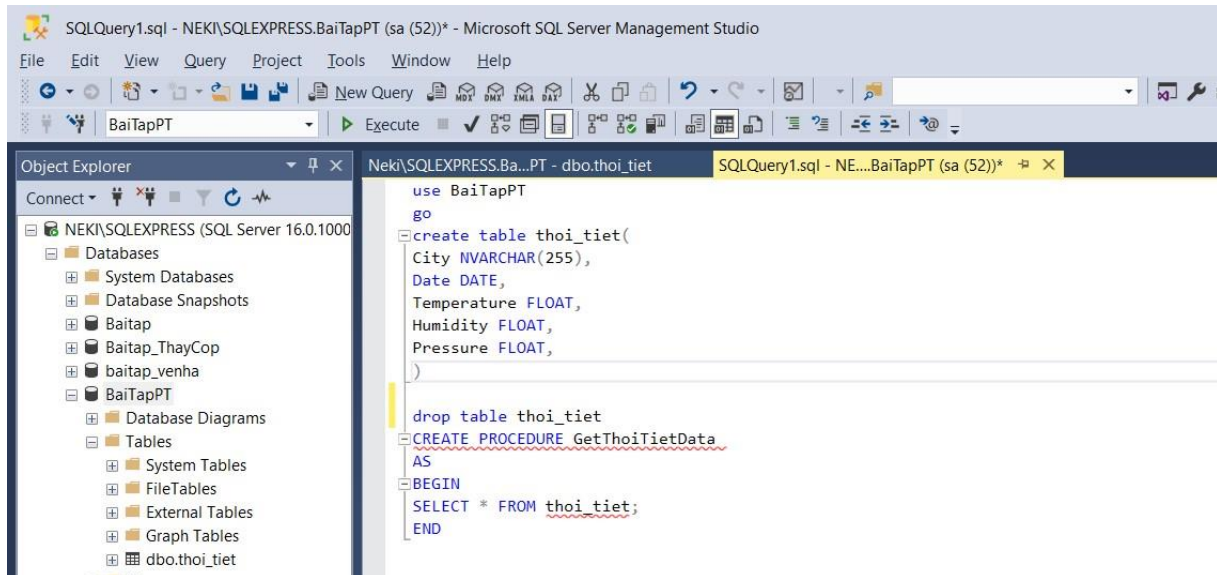 SQLQuery1.sql - NEKI\SQLEXPRESS.BaiTapPT (sa (52))* - Microsoft SQL Server Management Studio
File Edit View Query Project Tools Window Help
New Query MDX DMX XMLA DAX
BaiTapPT Execute
Object Explorer
Connect
NEKI\SQLEXPRESS (SQL Server 16.0.1000
Databases
System Databases
Database Snapshots
Baitap
Baitap_ThayCop
baitap_venha
BaiTapPT
Database Diagrams
Tables
System Tables
FileTables
External Tables
Graph Tables
dbo.thoi_tiet
Neki\SQLEXPRESS.Ba...PT - dbo.thoi_tiet
SQLQuery1.sql - NE....BaiTapPT (sa (52))*
use BaiTapPT
go
create table thoi_tiet(
City NVARCHAR(255),
Date DATE,
Temperature FLOAT,
Humidity FLOAT,
Pressure FLOAT,
)
drop table thoi_tiet
CREATE PROCEDURE GetThoiTietData
AS
BEGIN
SELECT * FROM thoi_tiet;
END